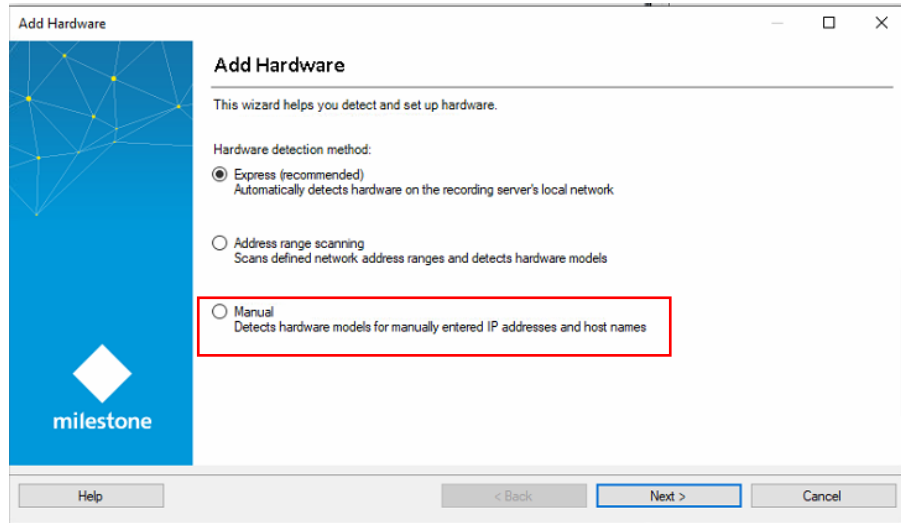 Add Hardware
Add Hardware
This wizard helps you detect and set up hardware.
Hardware detection method:
Express (recommended)
Automatically detects hardware on the recording server's local network
Address range scanning
Scans defined network address ranges and detects hardware models
Manual
Detects hardware models for manually entered IP addresses and host names
milestone
Help
< Back
Next >
Cancel